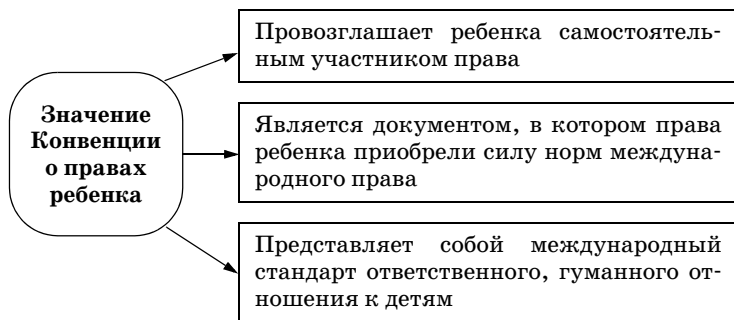 Значение
Конвенции
о правах
ребенка
Провозглашает ребенка самостоятель-
ным участником права
Является документом, в котором права
ребенка приобрели силу норм междуна-
родного права
Представляет собой международный
стандарт ответственного, гуманного от-
ношения к детям